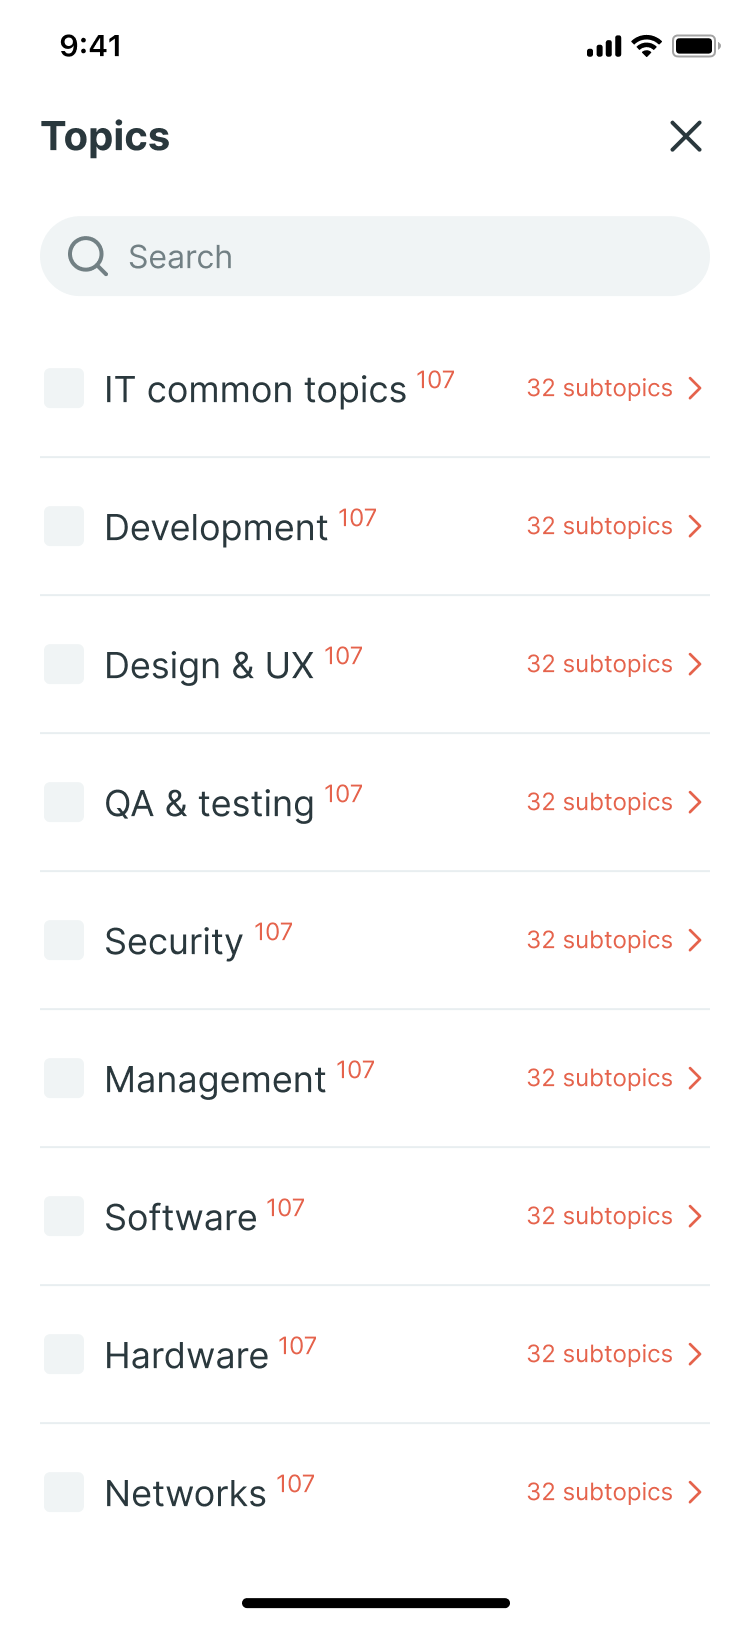 9:41
Topics
Search
IT common topics 107 32 subtopics
Development 107 32 subtopics
Design & UX 107 32 subtopics
QA & testing 107 32 subtopics
Security 107 32 subtopics
Management 107 32 subtopics
Software 107 32 subtopics
Hardware 107 32 subtopics
Networks 107 32 subtopics